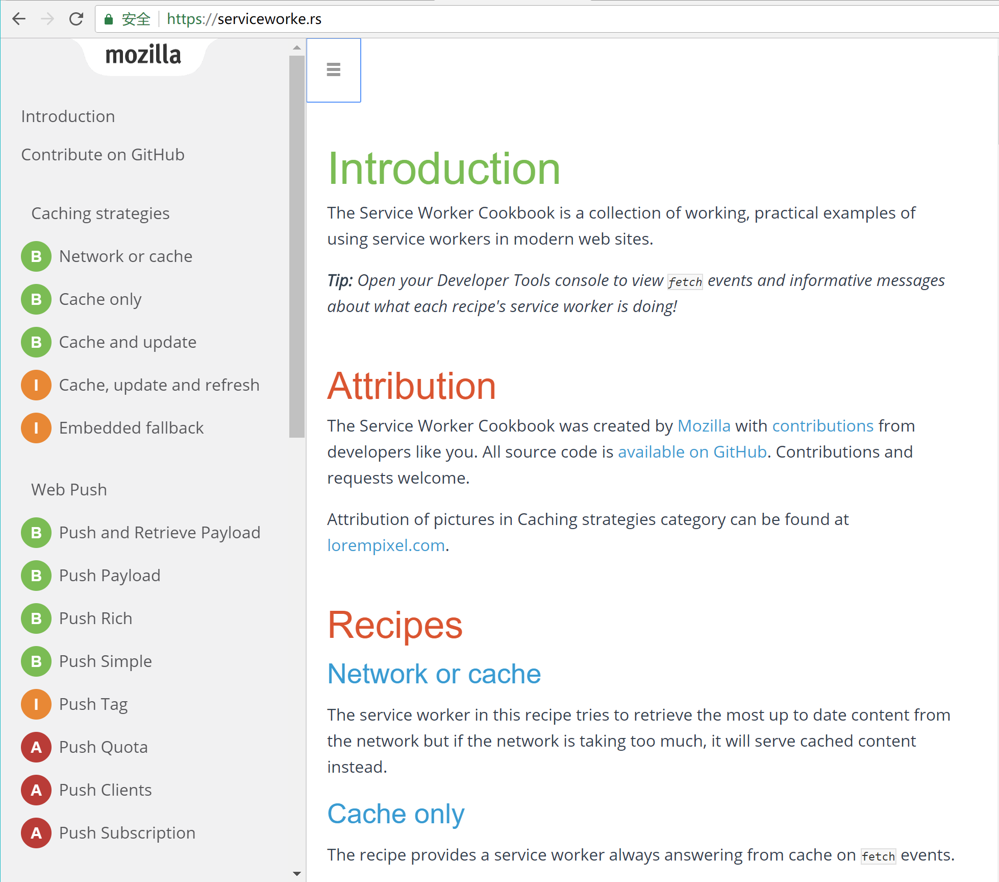 安全 https://serviceworke.rs
mozilla
Introduction
Contribute on GitHub
Caching strategies
B Network or cache
B Cache only
B Cache and update
I Cache, update and refresh
I Embedded fallback
Web Push
B Push and Retrieve Payload
B Push Payload
B Push Rich
B Push Simple
I Push Tag
A Push Quota
A Push Clients
A Push Subscription
Introduction
The Service Worker Cookbook is a collection of working, practical examples of
using service workers in modern web sites.
Tip: Open your Developer Tools console to view fetch events and informative messages
about what each recipe's service worker is doing!
Attribution
The Service Worker Cookbook was created by Mozilla with contributions from
developers like you. All source code is available on GitHub. Contributions and
requests welcome.
Attribution of pictures in Caching strategies category can be found at
lorempixel.com.
Recipes
Network or cache
The service worker in this recipe tries to retrieve the most up to date content from
the network but if the network is taking too much, it will serve cached content
instead.
Cache only
The recipe provides a service worker always answering from cache on fetch events.